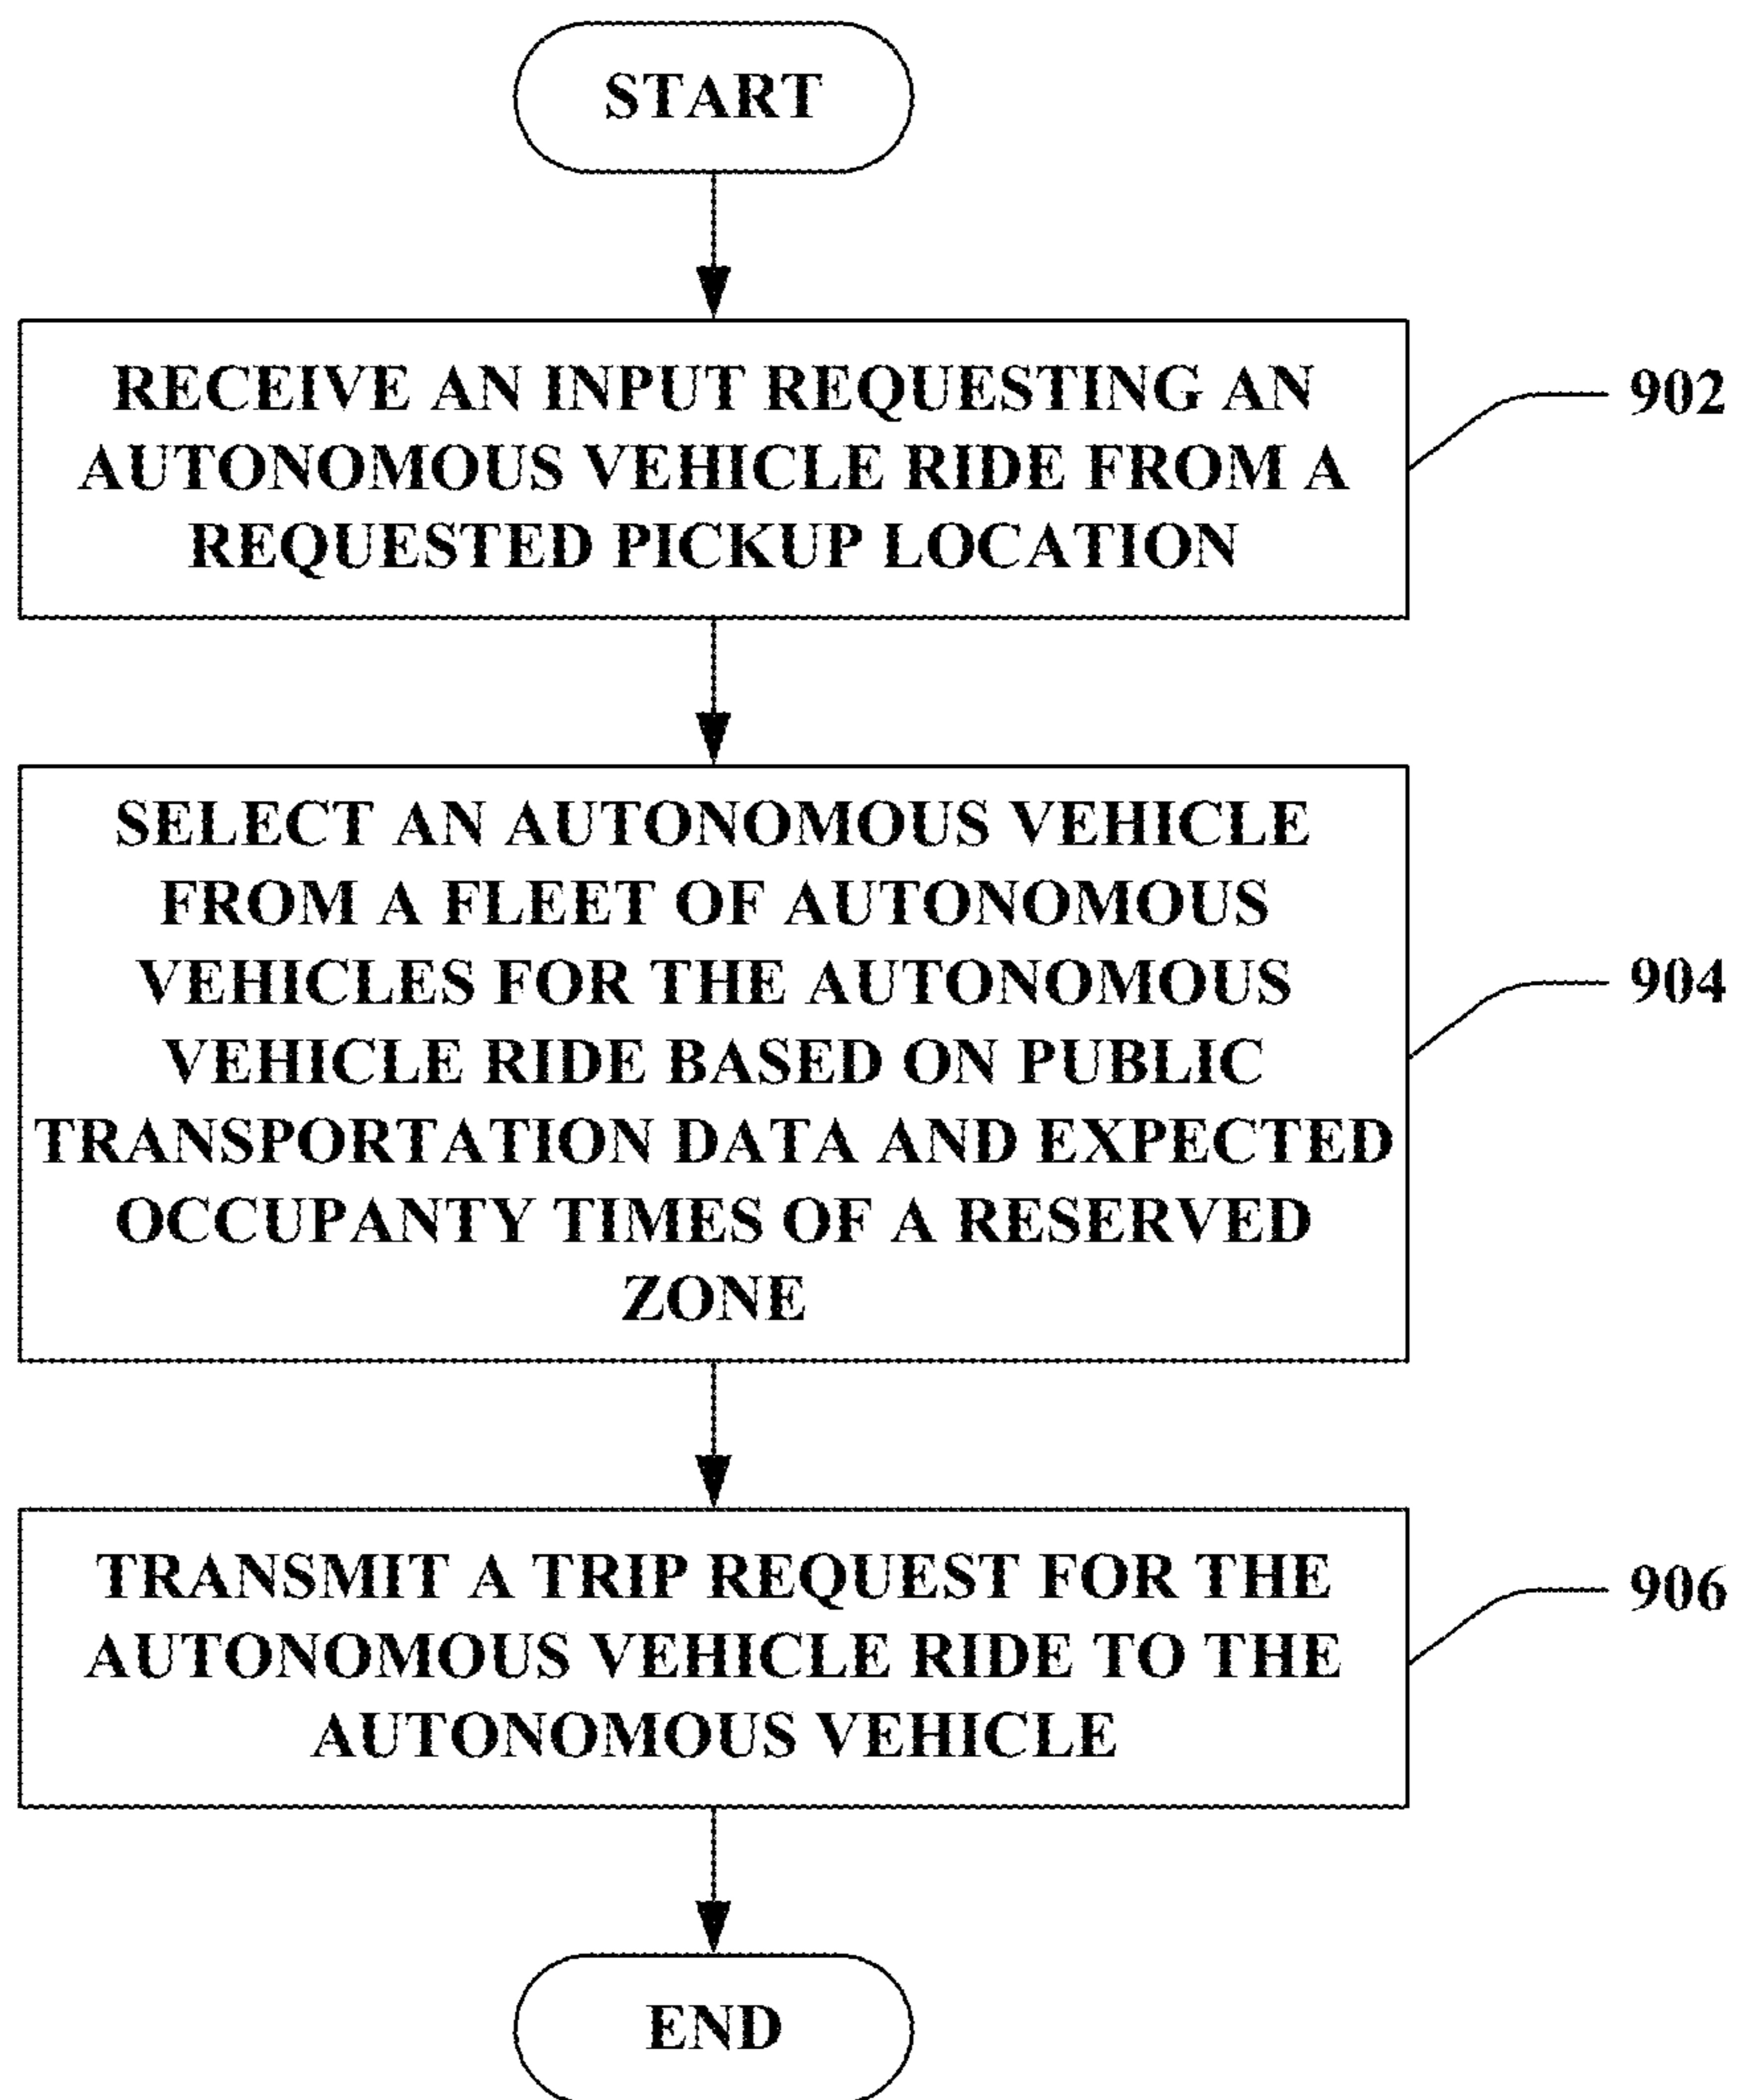 START
RECEIVE AN INPUT REQUESTING AN
AUTONOMOUS VEHICLE RIDE FROM A
REQUESTED PICKUP LOCATION
902
SELECT AN AUTONOMOUS VEHICLE
FROM A FLEET OF AUTONOMOUS
VEHICLES FOR THE AUTONOMOUS
VEHICLE RIDE BASED ON PUBLIC
TRANSPORTATION DATA AND EXPECTED
OCCUPANTY TIMES OF A RESERVED
ZONE
904
TRANSMIT A TRIP REQUEST FOR THE
AUTONOMOUS VEHICLE RIDE TO THE
AUTONOMOUS VEHICLE
906
END